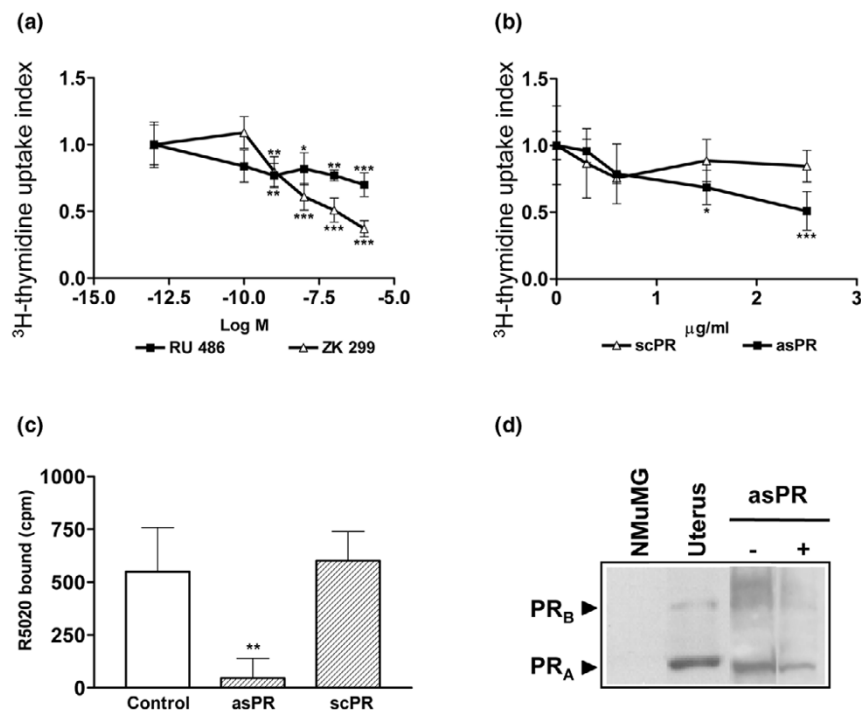 (a)
³H-thymidine uptake index
1.5
1.0
0.5
0.0
** * ** ***
** *** *** ***
-15.0 -12.5 -10.0 -7.5 -5.0
Log M
RU 486 ZK 299
(b)
³H-thymidine uptake index
1.5
1.0
0.5
0.0
* ***
0 1 2 3
μg/ml
scPR asPR
(c)
R5020 bound (cpm)
1000
750
500
250
0
**
Control asPR scPR
(d)
NMuMG Uterus asPR
- +
PR_B
PR_A